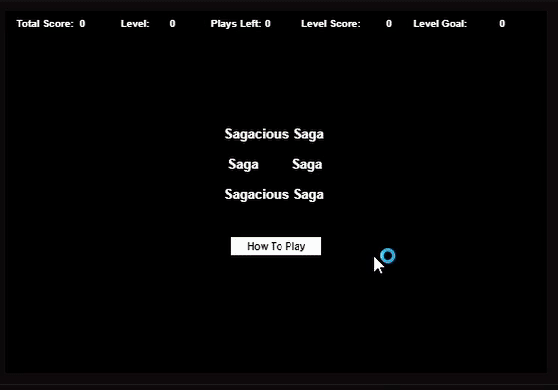 Total Score: 0 Level: 0 Plays Left: 0 Level Score: 0 Level Goal: 0
Sagacious Saga
Saga Saga
Sagacious Saga
How To Play